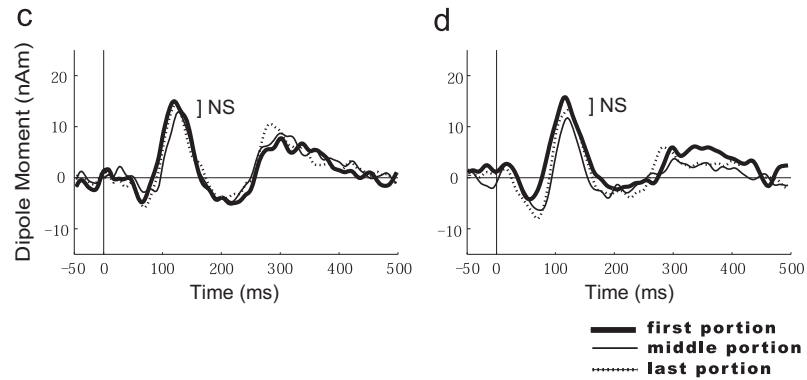 c
d
Dipole Moment (nAm)
20
10
0
-10
] NS
-50 0 100 200 300 400 500
Time (ms)
20
10
0
-10
] NS
-50 0 100 200 300 400 500
Time (ms)
first portion
middle portion
last portion